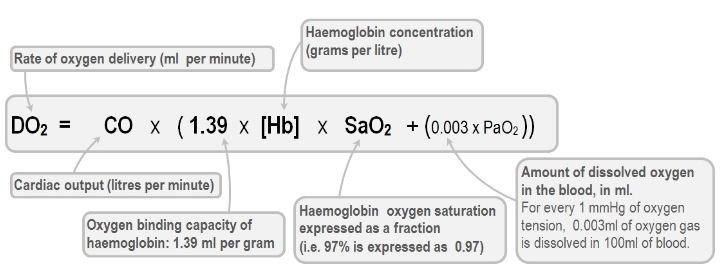 Haemoglobin concentration
(grams per litre)
Rate of oxygen delivery (ml per minute)
DO₂ = CO x ( 1.39 x [Hb] x SaO₂ + (0.003 x PaO₂ ))
Cardiac output (litres per minute)
Oxygen binding capacity of
haemoglobin: 1.39 ml per gram
Haemoglobin oxygen saturation
expressed as a fraction
(i.e. 97% is expressed as 0.97)
Amount of dissolved oxygen
in the blood, in ml.
For every 1 mmHg of oxygen
tension, 0.003ml of oxygen gas
is dissolved in 100ml of blood.